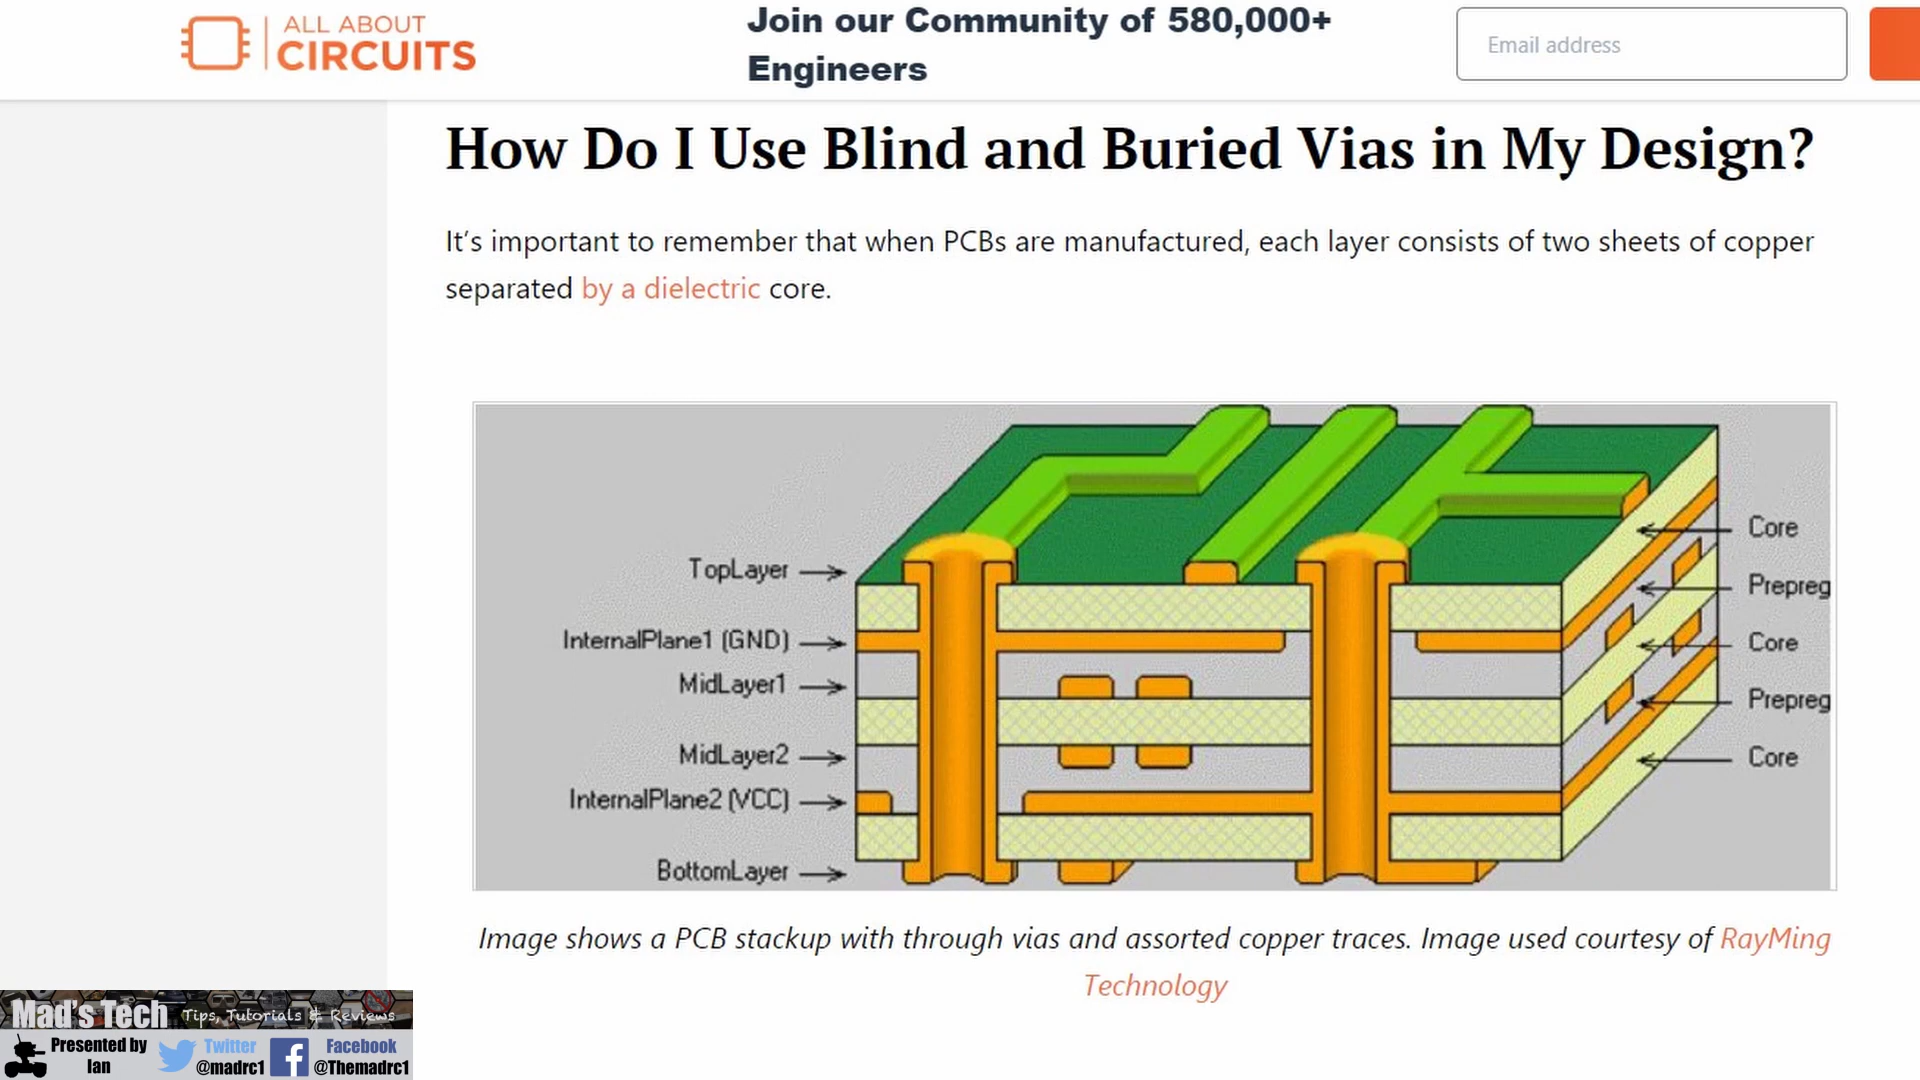 ALL ABOUT
CIRCUITS
Join our Community of 580,000+
Engineers
Email address
How Do I Use Blind and Buried Vias in My Design?
It’s important to remember that when PCBs are manufactured, each layer consists of two sheets of copper
separated by a dielectric core.
TopLayer
InternalPlane1 (GND)
MidLayer1
MidLayer2
InternalPlane2 (VCC)
BottomLayer
Core
Prepreg
Core
Prepreg
Core
Image shows a PCB stackup with through vias and assorted copper traces. Image used courtesy of RayMing
Technology
Mad's Tech Tips, Tutorials & Reviews
Presented by
Ian
Twitter
@madrc1
Facebook
@Themadrc1